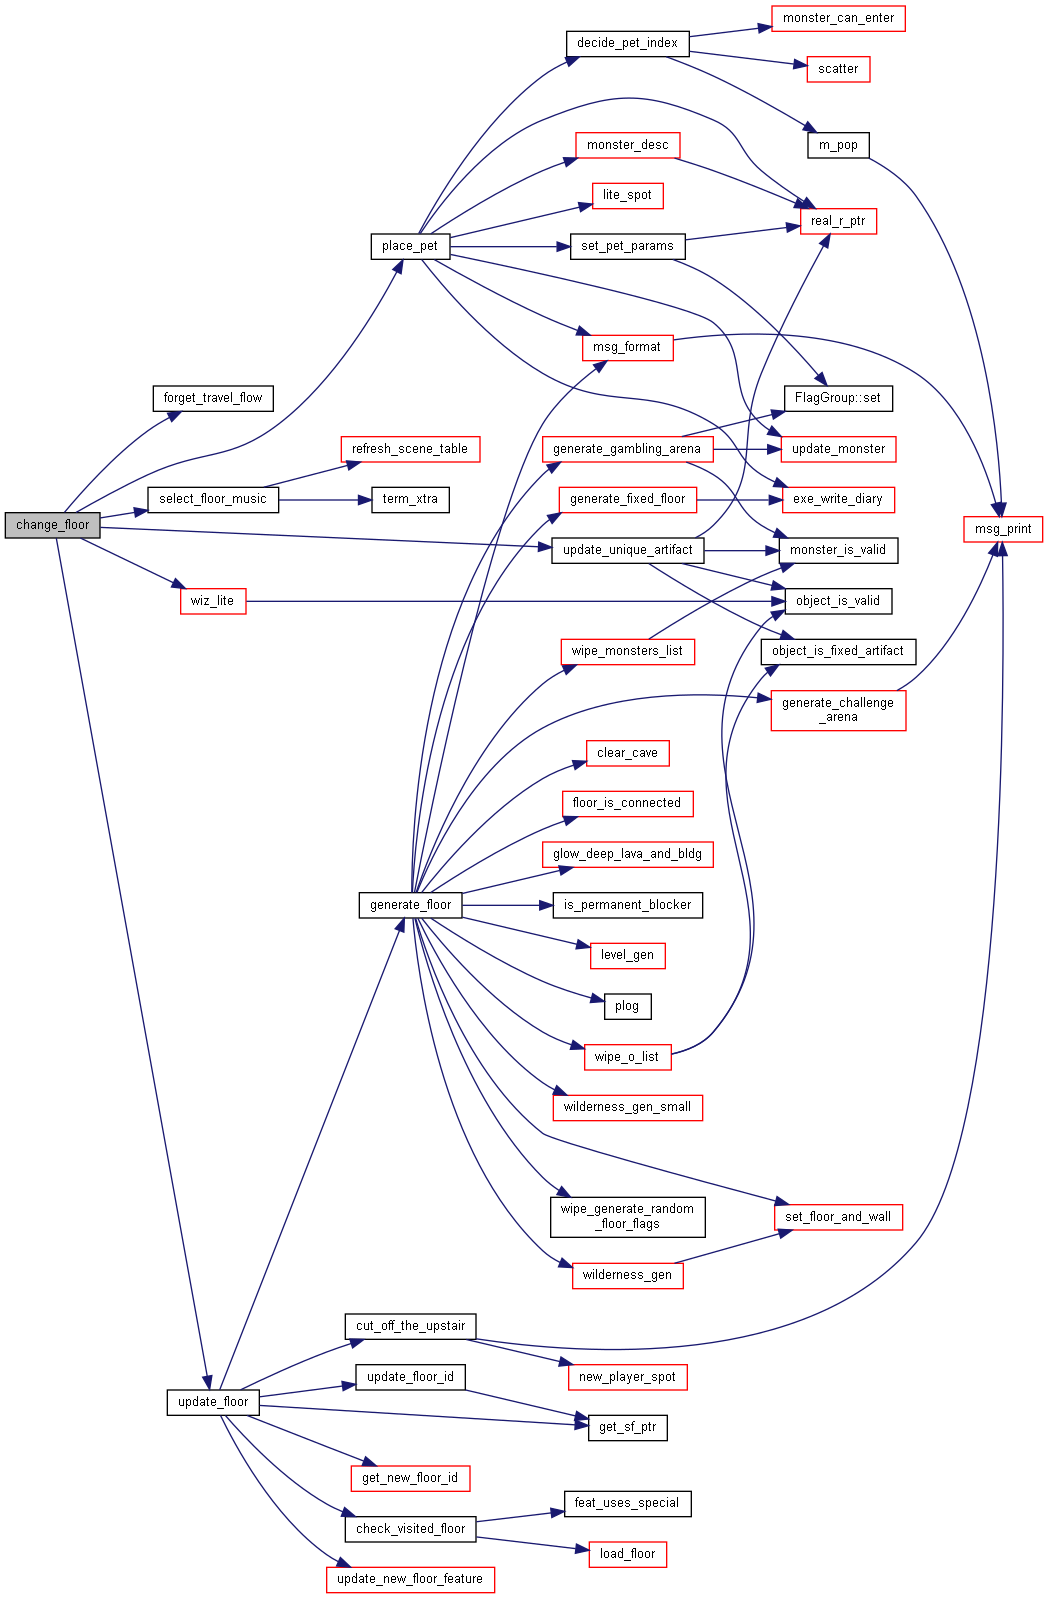 monster_can_enter
decide_pet_index
scatter
m_pop
monster_desc
lite_spot
real_r_ptr
place_pet
set_pet_params
msg_format
forget_travel_flow
FlagGroup::set
refresh_scene_table
generate_gambling_arena
update_monster
select_floor_music
term_xtra
generate_fixed_floor
exe_write_diary
change_floor
msg_print
update_unique_artifact
monster_is_valid
wiz_lite
object_is_valid
wipe_monsters_list
object_is_fixed_artifact
generate_challenge
_arena
clear_cave
floor_is_connected
glow_deep_lava_and_bldg
generate_floor
is_permanent_blocker
level_gen
plog
wipe_o_list
wilderness_gen_small
wipe_generate_random
_floor_flags
set_floor_and_wall
wilderness_gen
cut_off_the_upstair
update_floor_id
new_player_spot
update_floor
get_sf_ptr
get_new_floor_id
feat_uses_special
check_visited_floor
load_floor
update_new_floor_feature